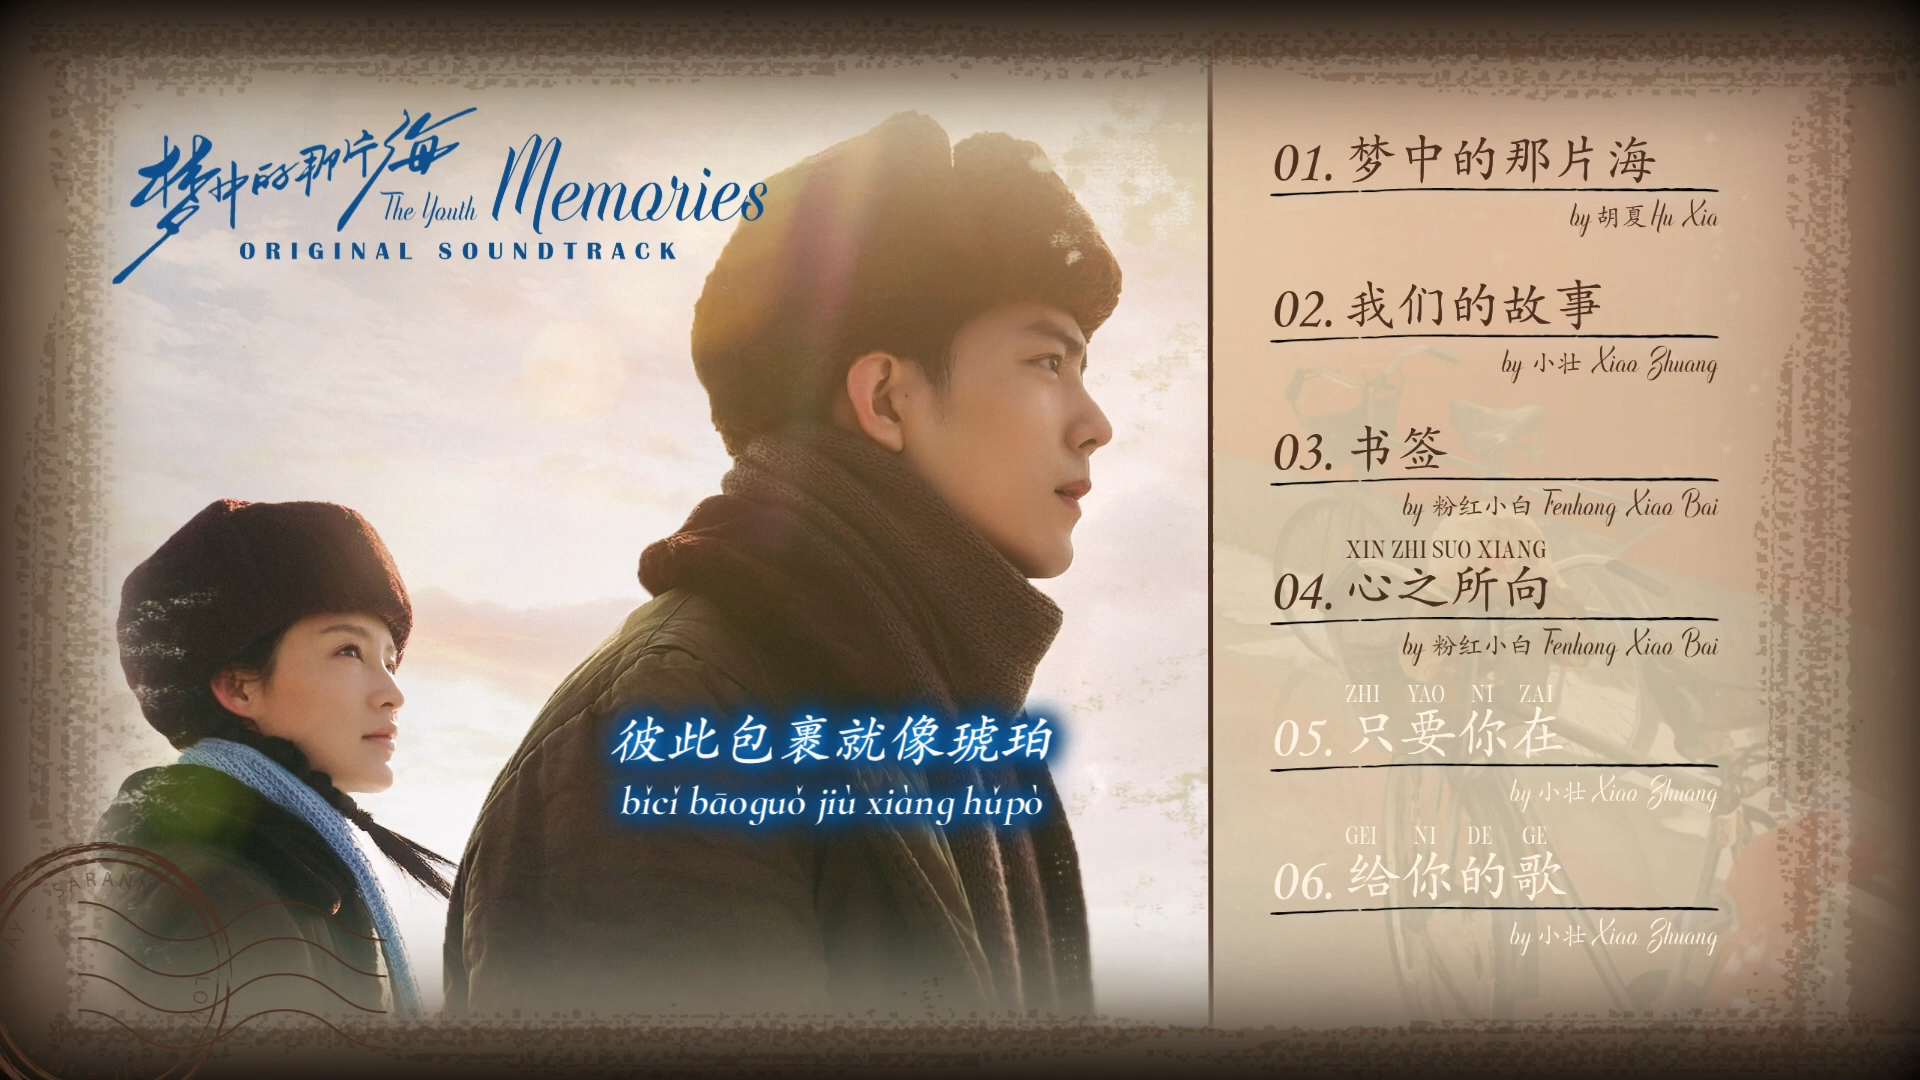 梦中的那片海
The Youth Memories
ORIGINAL SOUNDTRACK
彼此包裹就像琥珀
bǐcǐ bāoguǒ jiù xiàng hǔpò
01. 梦中的那片海
by 胡夏 Hu Xia
02. 我们的故事
by 小壮 Xiao Zhuang
03. 书签
by 粉红小白 Fenhong Xiao Bai
XIN ZHI SUO XIANG
04. 心之所向
by 粉红小白 Fenhong Xiao Bai
ZHI YAO NI ZAI
05. 只要你在
by 小壮 Xiao Zhuang
GEI NI DE GE
06. 给你的歌
by 小壮 Xiao Zhuang